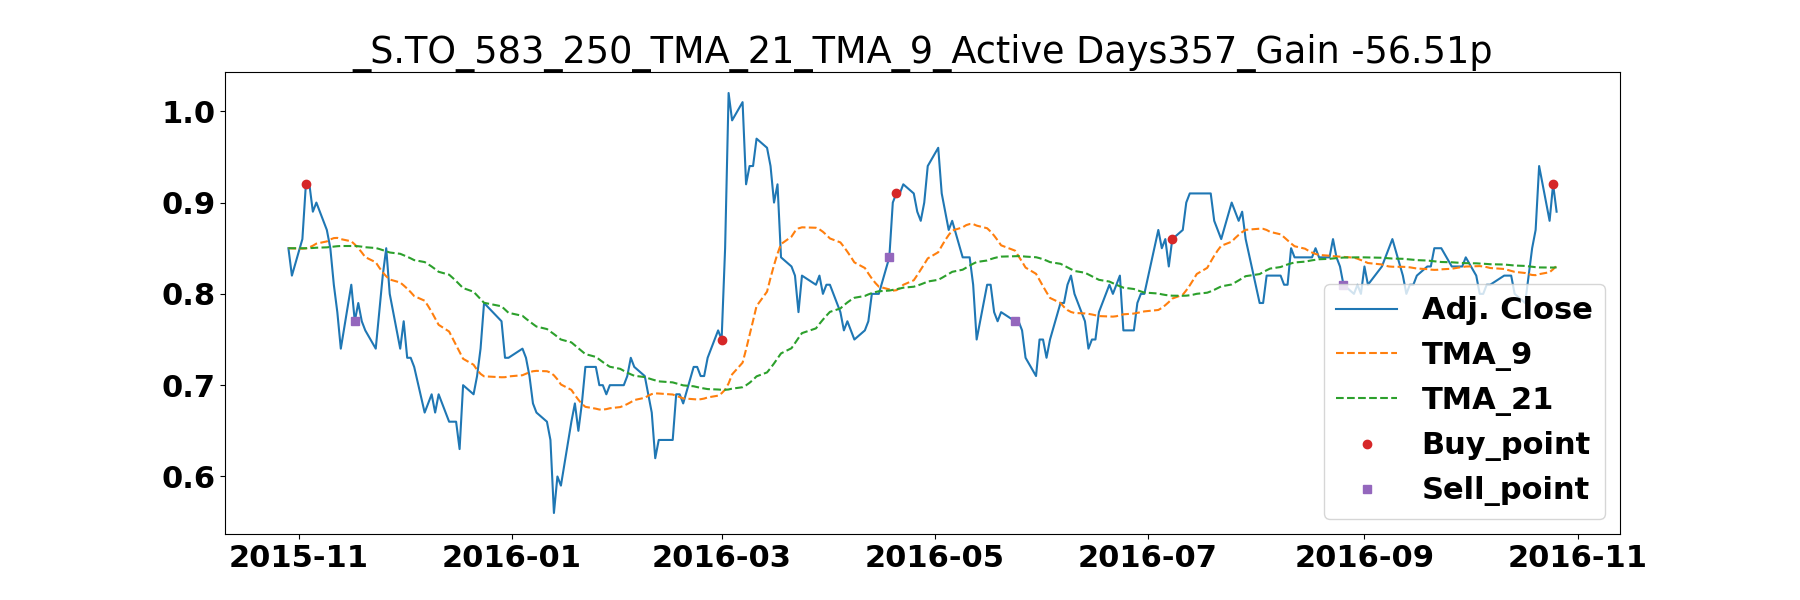 _S.TO_583_250_TMA_21_TMA_9_Active Days357_Gain -56.51p
1.0
0.9
0.8
0.7
0.6
2015-11 2016-01 2016-03 2016-05 2016-07 2016-09 2016-11
Adj. Close
TMA_9
TMA_21
Buy_point
Sell_point